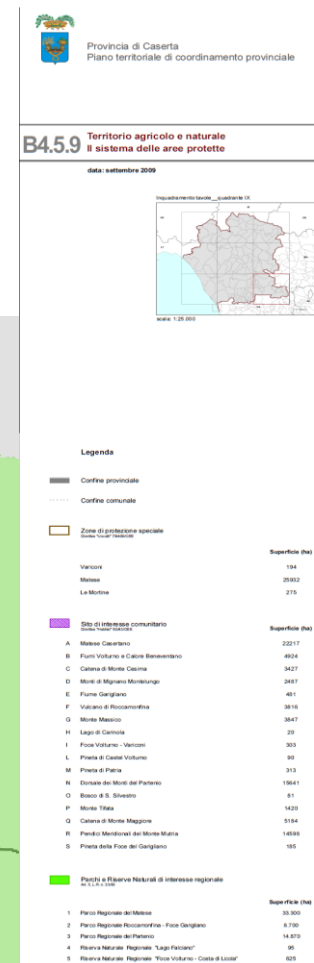 Provincia di Caserta
Piano territoriale di coordinamento provinciale
B4.5.9 Territorio agricolo e naturale
Il sistema delle aree protette
data: settembre 2009
Inquadramento tavole__quadrante IX
scala: 1:25.000
Legenda
Confine provinciale
Confine comunale
Zone di protezione speciale
Superficie (ha)
Variconi 194
Matese 25932
Le Mortine 275
Sito di interesse comunitario
Superficie (ha)
A Matese Casertano 22217
B Fiumi Volturno e Calore Beneventano 4924
C Catena di Monte Cesima 3427
D Monti di Mignano Montelungo 2487
E Fiume Garigliano 481
F Vulcano di Roccamonfina 3816
G Monte Massico 3847
H Lago di Carinola 20
I Foce Volturno - Variconi 303
L Pineta di Castel Volturno 90
M Pineta di Patria 313
N Dorsale dei Monti del Partenio 15641
O Bosco di S. Silvestro 81
P Monte Tifata 1420
Q Catena di Monte Maggiore 5184
R Pendici Meridionali del Monte Mutria 14598
S Pineta della Foce del Garigliano 185
Parchi e Riserve Naturali di interesse regionale
Superficie (ha)
1 Parco Regionale del Matese 33.300
2 Parco Regionale Roccamonfina - Foce Garigliano 8.700
3 Parco Regionale del Partenio 14.870
4 Riserva Naturale Regionale "Lago Falciano" 95
5 Riserva Naturale Regionale "Foce Volturno - Costa di Licola" 625